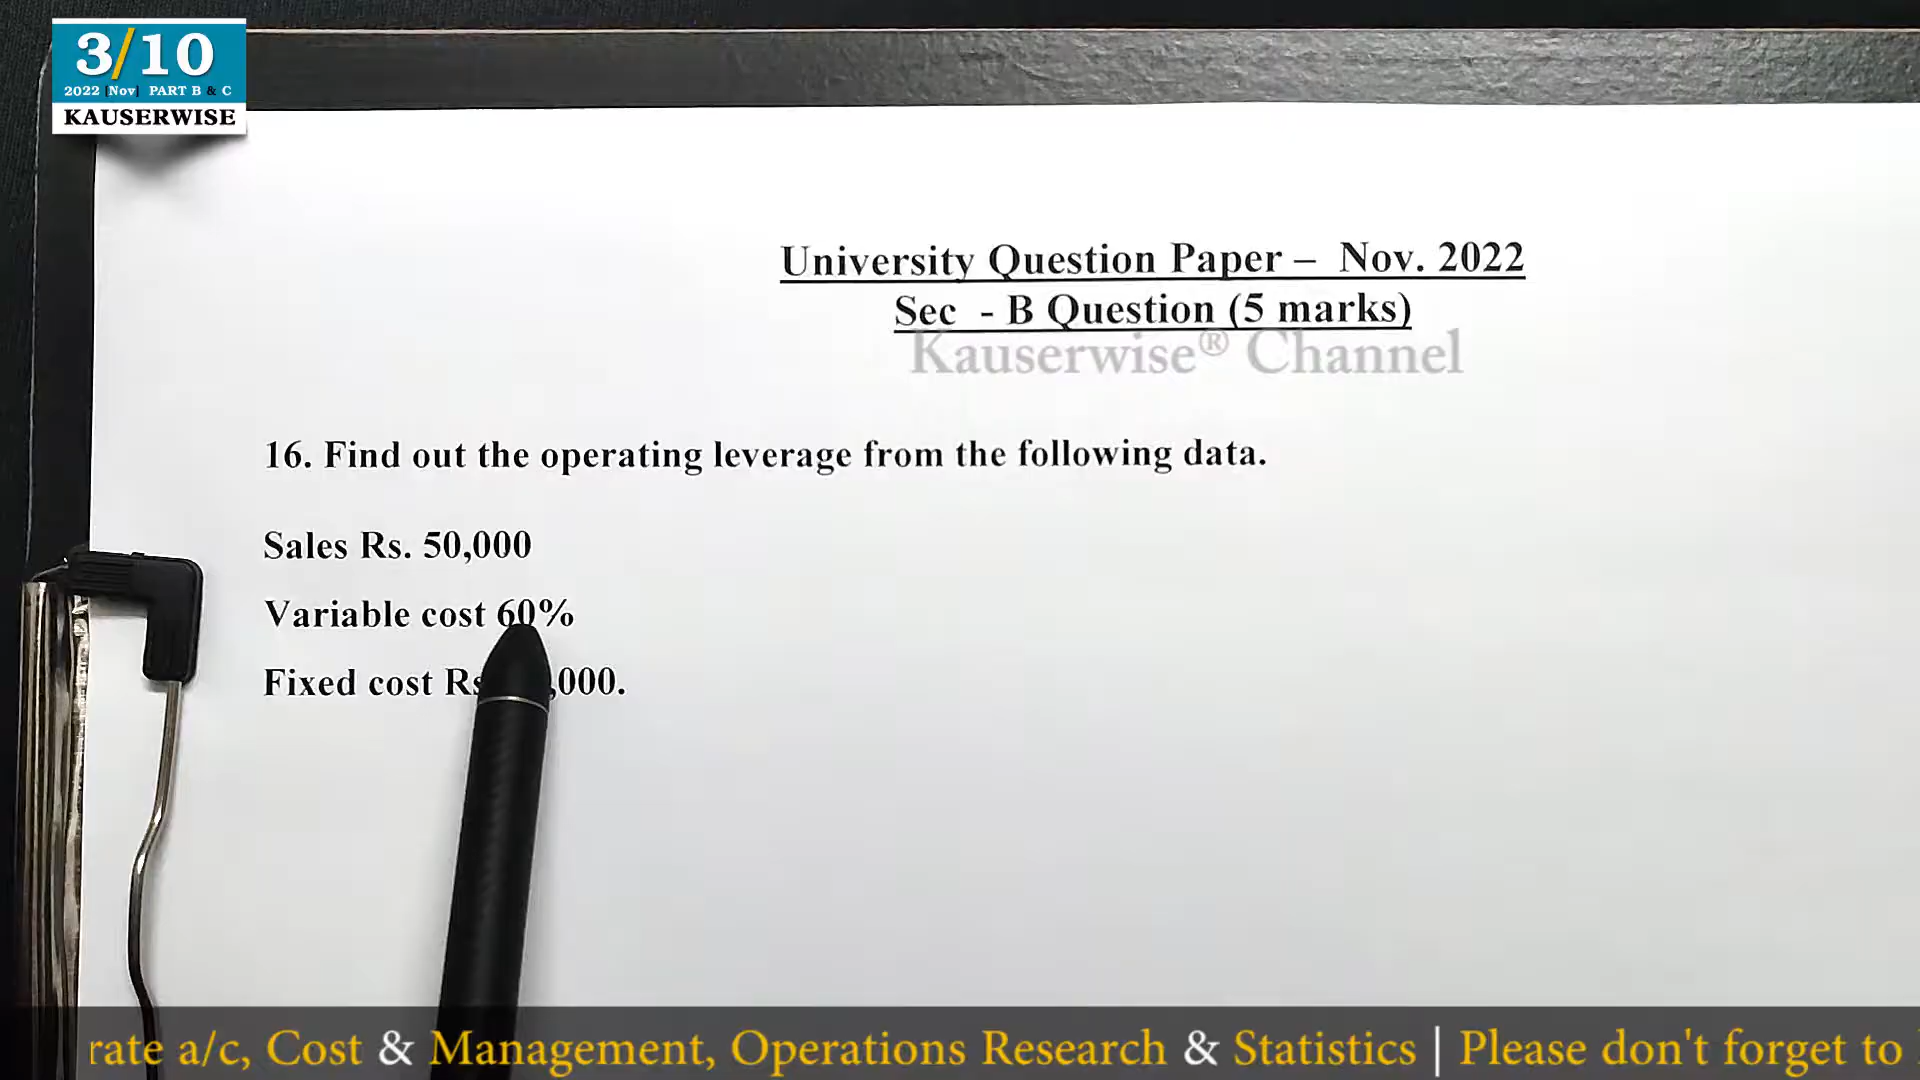 3/10
2022 |Nov| PART B & C
KAUSERWISE
University Question Paper – Nov. 2022
Sec - B Question (5 marks)
Kauserwise® Channel
16. Find out the operating leverage from the following data.
Sales Rs. 50,000
Variable cost 60%
Fixed cost Rs ,000.
rate a/c, Cost & Management, Operations Research & Statistics | Please don't forget to